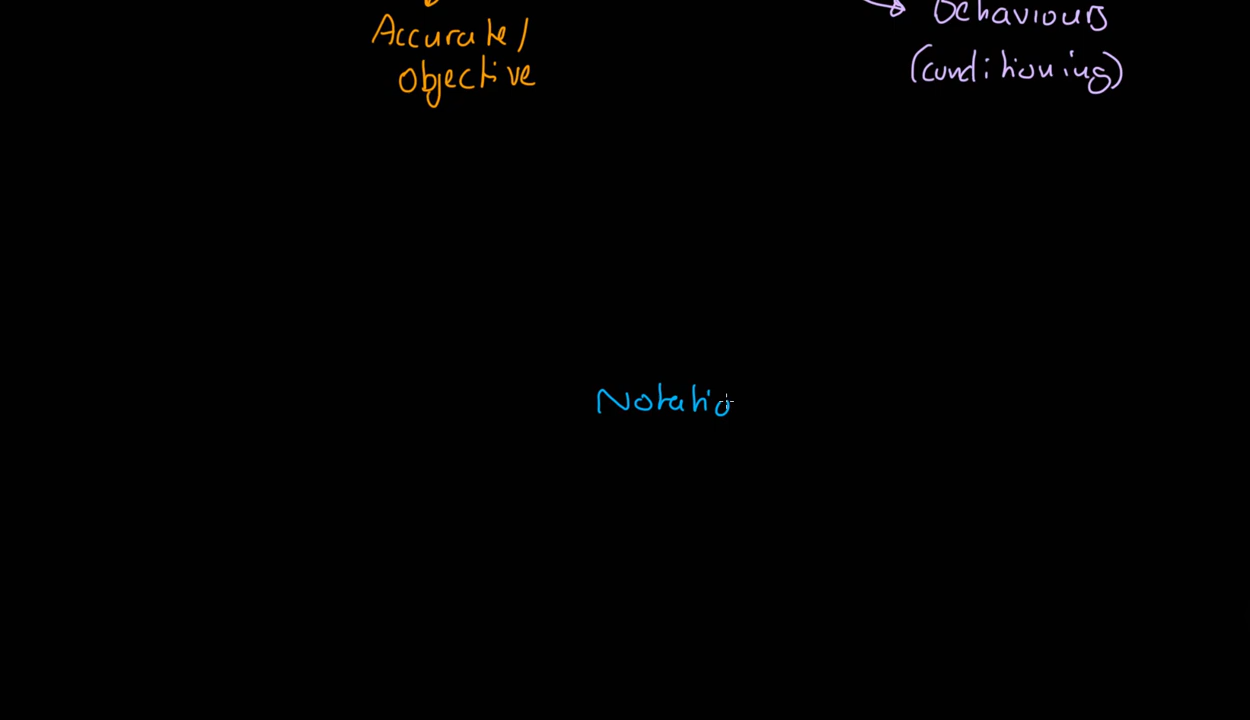 Accurate/
objective
Behaviours
(conditioning)
Notatio